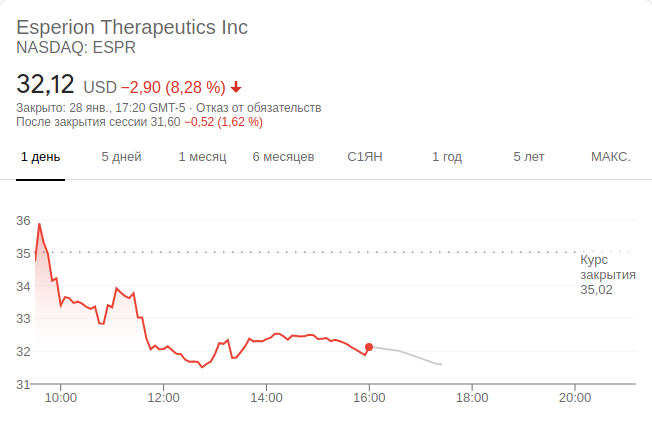 Esperion Therapeutics Inc
NASDAQ: ESPR
32,12 USD −2,90 (8,28 %)
Закрыто: 28 янв., 17:20 GMT-5 · Отказ от обязательств
После закрытия сессии 31,60 −0,52 (1,62 %)
1 день 5 дней 1 месяц 6 месяцев С1ЯН 1 год 5 лет МАКС.
36
35
34
33
32
31
Курс
закрытия
35,02
10:00 12:00 14:00 16:00 18:00 20:00